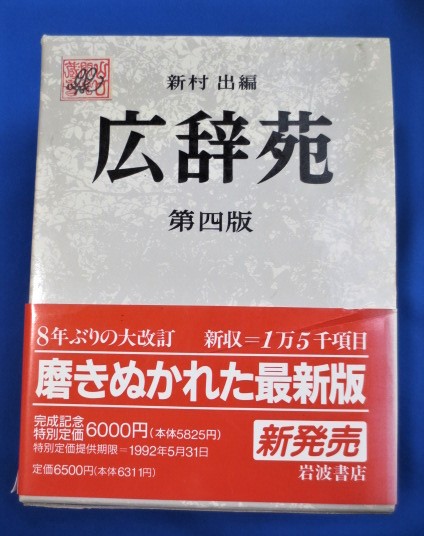 新村 出編
広辞苑
第四版
8年ぶりの大改訂 新収=1万5千項目
磨きぬかれた最新版
完成記念
特別定価6000円(本体5825円)
特別定価提供期限=1992年5月31日
定価6500円(本体6311円)
新発売
岩波書店